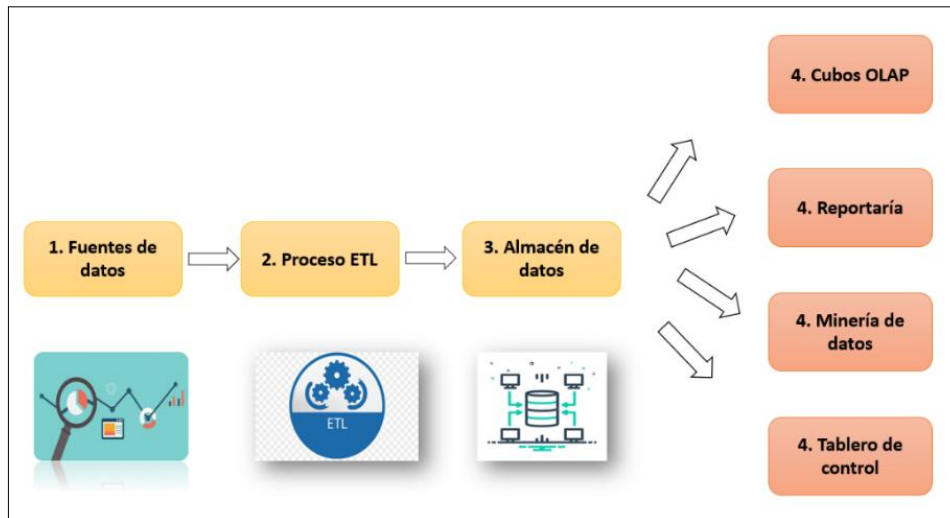 4. Cubos OLAP
4. Reportaría
1. Fuentes de
datos
2. Proceso ETL
3. Almacén de
datos
4. Minería de
datos
ETL
4. Tablero de
control